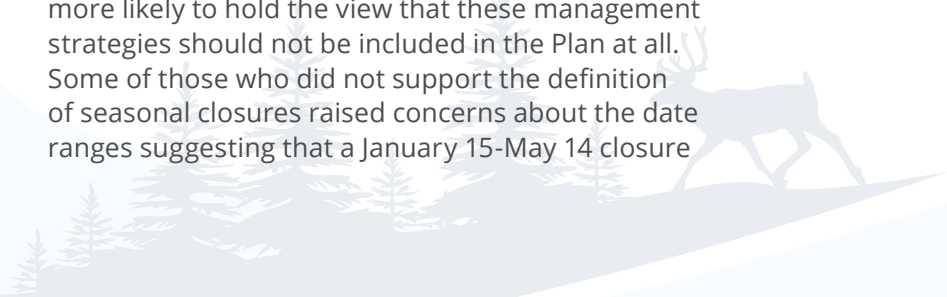 more likely to hold the view that these management
strategies should not be included in the Plan at all.
Some of those who did not support the definition
of seasonal closures raised concerns about the date
ranges suggesting that a January 15-May 14 closure